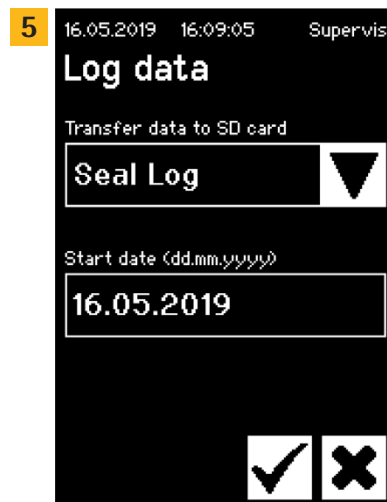 5
16.05.2019 16:09:05 Supervis
Log data
Transfer data to SD card
Seal Log
Start date (dd.mm.yyyy)
16.05.2019